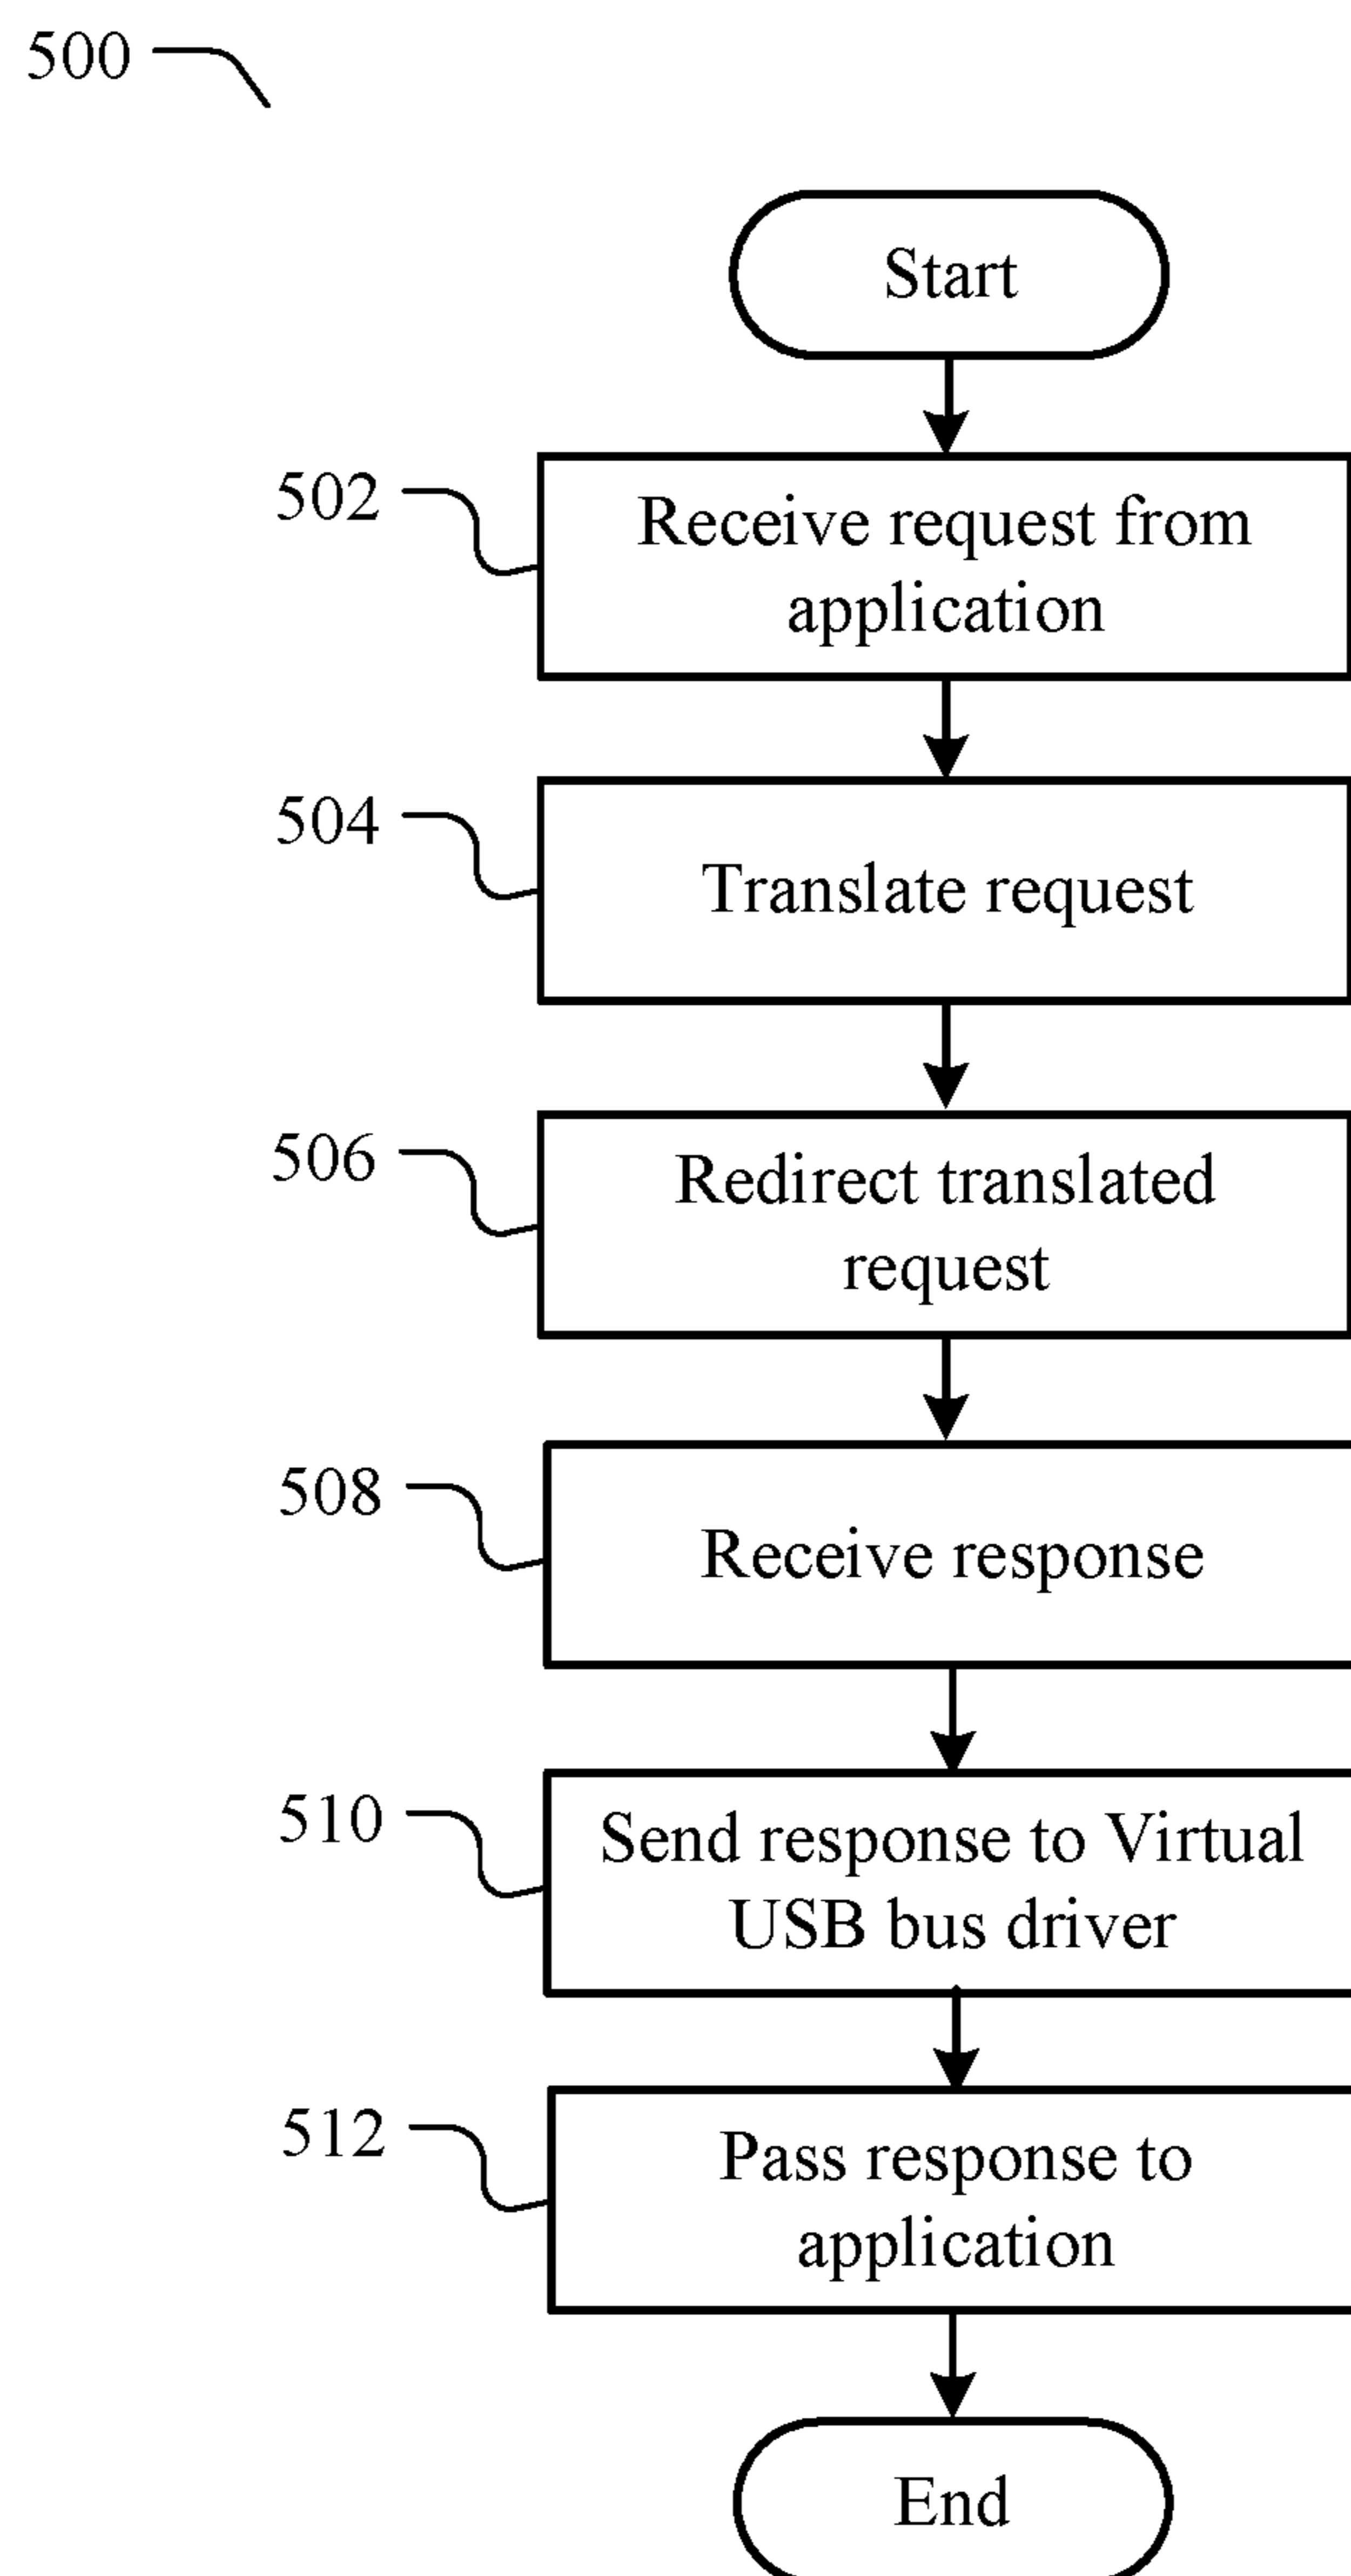 500
Start
502
Receive request from
application
504
Translate request
506
Redirect translated
request
508
Receive response
510
Send response to Virtual
USB bus driver
512
Pass response to
application
End